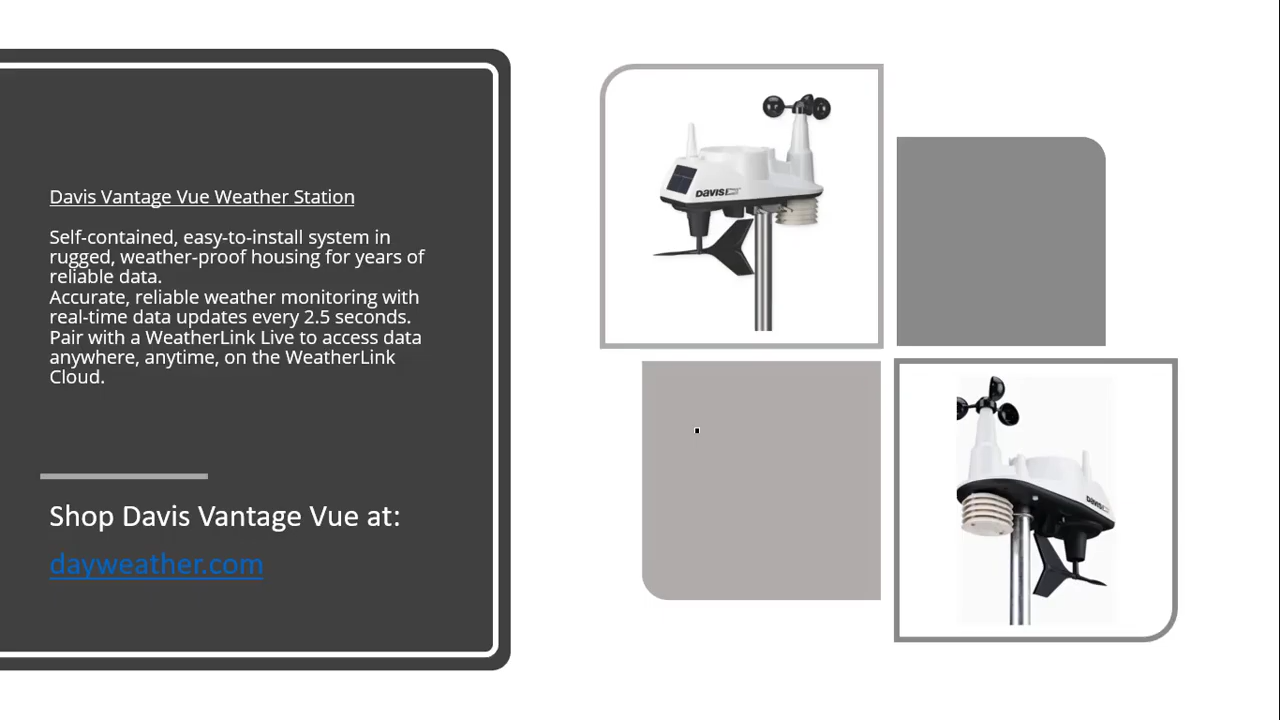 Davis Vantage Vue Weather Station
Self-contained, easy-to-install system in
rugged, weather-proof housing for years of
reliable data.
Accurate, reliable weather monitoring with
real-time data updates every 2.5 seconds.
Pair with a WeatherLink Live to access data
anywhere, anytime, on the WeatherLink
Cloud.
Shop Davis Vantage Vue at:
dayweather.com
DAVIS
DAVIS